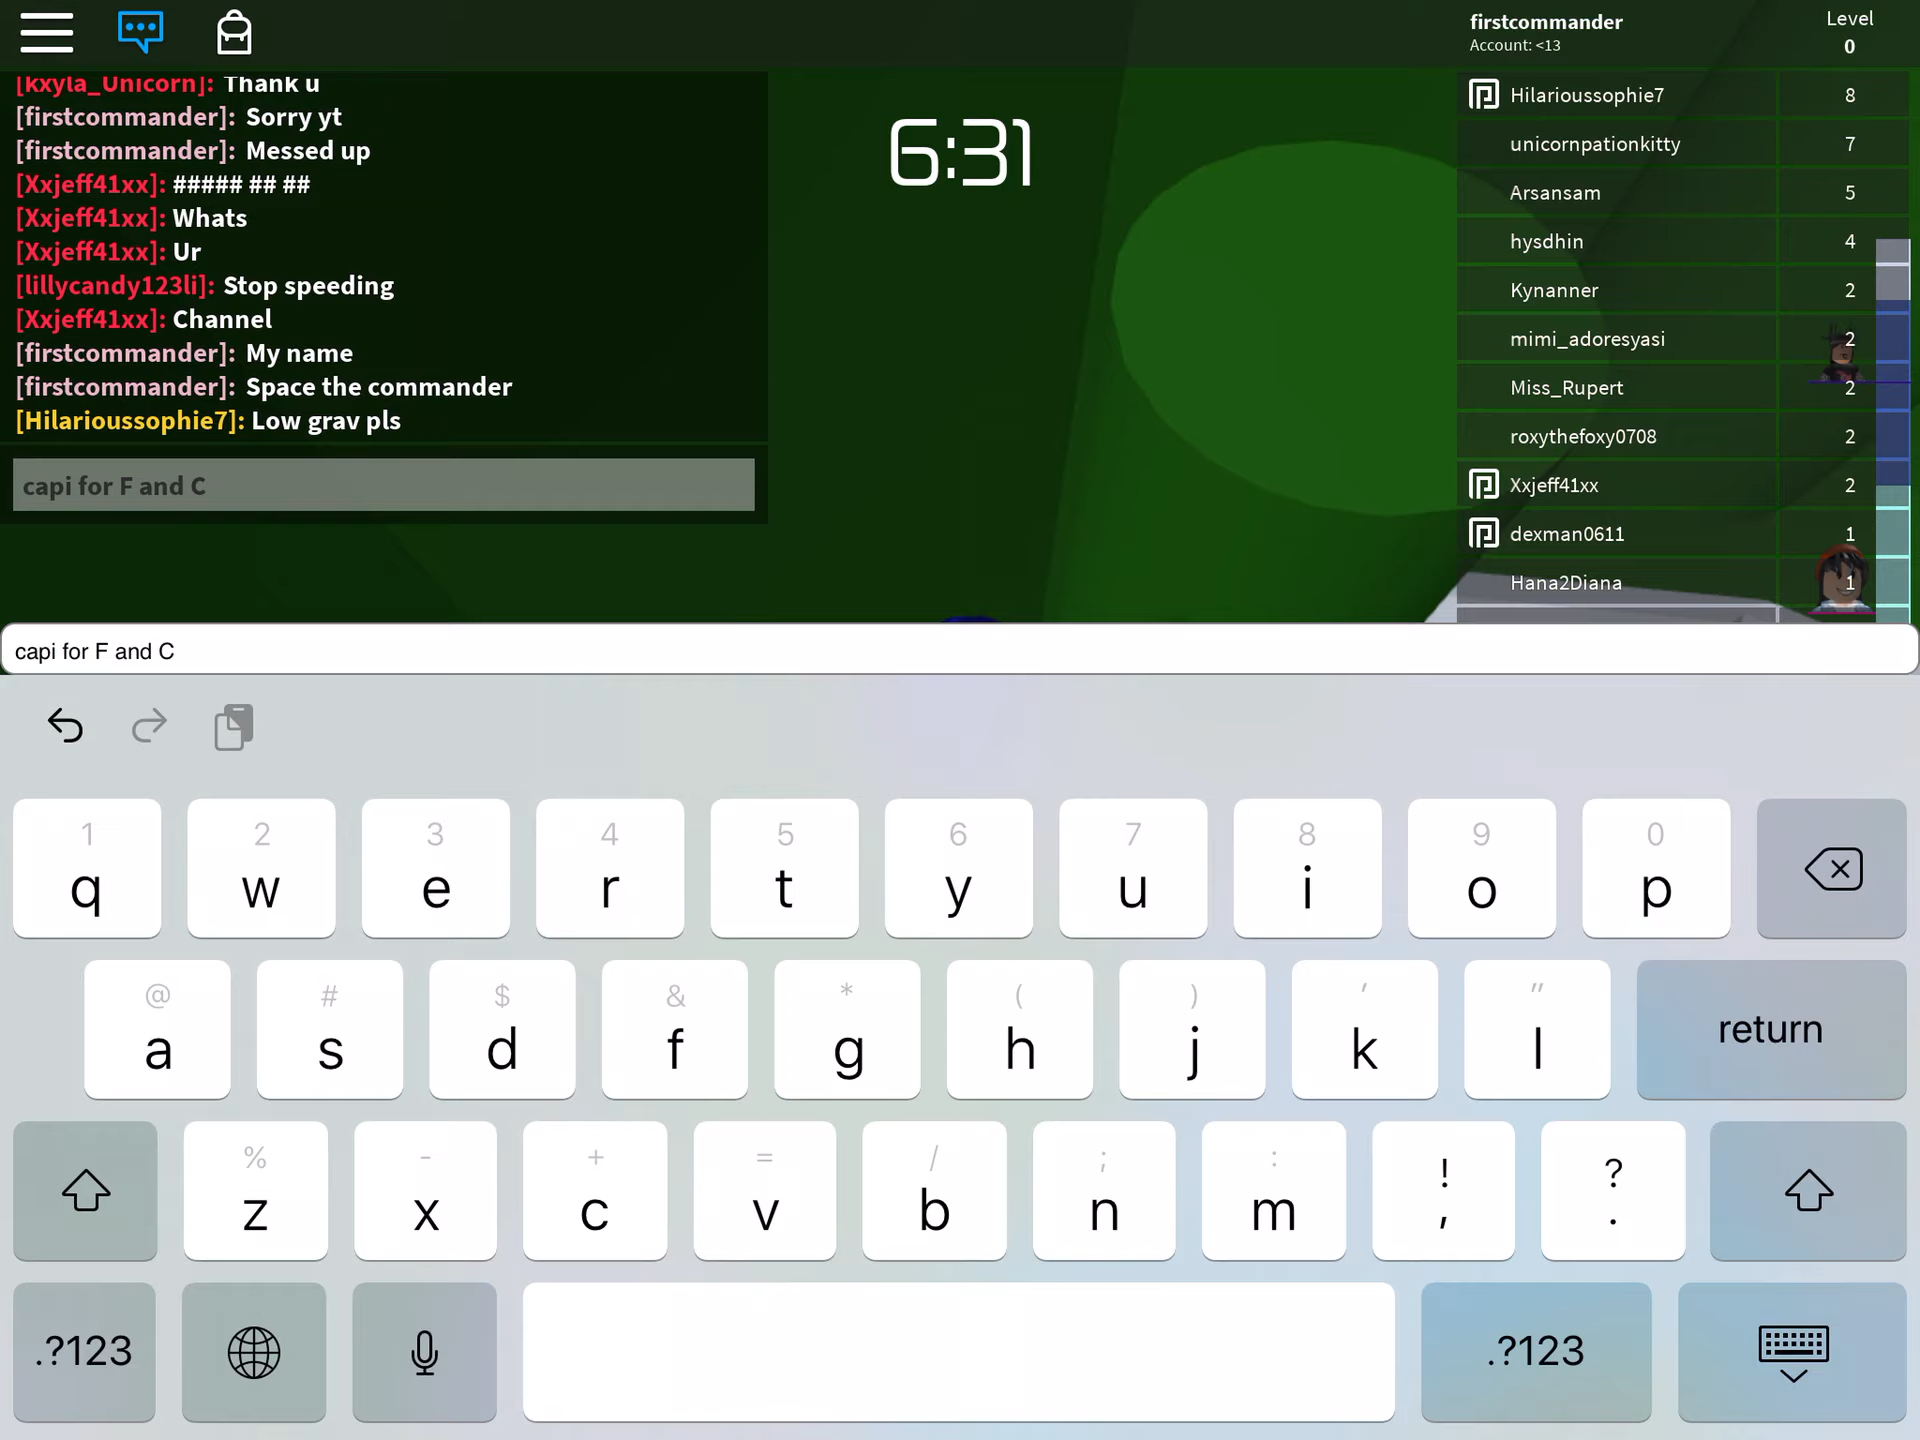 firstcommander
Account: <13
Level
0
[kxyla_Unicorn]: Thank u
[firstcommander]: Sorry yt
[firstcommander]: Messed up
[Xxjeff41xx]: ##### ## ##
[Xxjeff41xx]: Whats
[Xxjeff41xx]: Ur
[lillycandy123li]: Stop speeding
[Xxjeff41xx]: Channel
[firstcommander]: My name
[firstcommander]: Space the commander
[Hilarioussophie7]: Low grav pls
capi for F and C
6:31
Hilarioussophie7 8
unicornpationkitty 7
Arsansam 5
hysdhin 4
Kynanner 2
mimi_adoresyasi 2
Miss_Rupert 2
roxythefoxy0708 2
Xxjeff41xx 2
dexman0611 1
Hana2Diana 1
capi for F and C
1 2 3 4 5 6 7 8 9 0
q w e r t y u i o p
@ # $ & * ( ) ' "
a s d f g h j k l return
% - + = / ; : ! ?
z x c v b n m , .
.?123 .?123